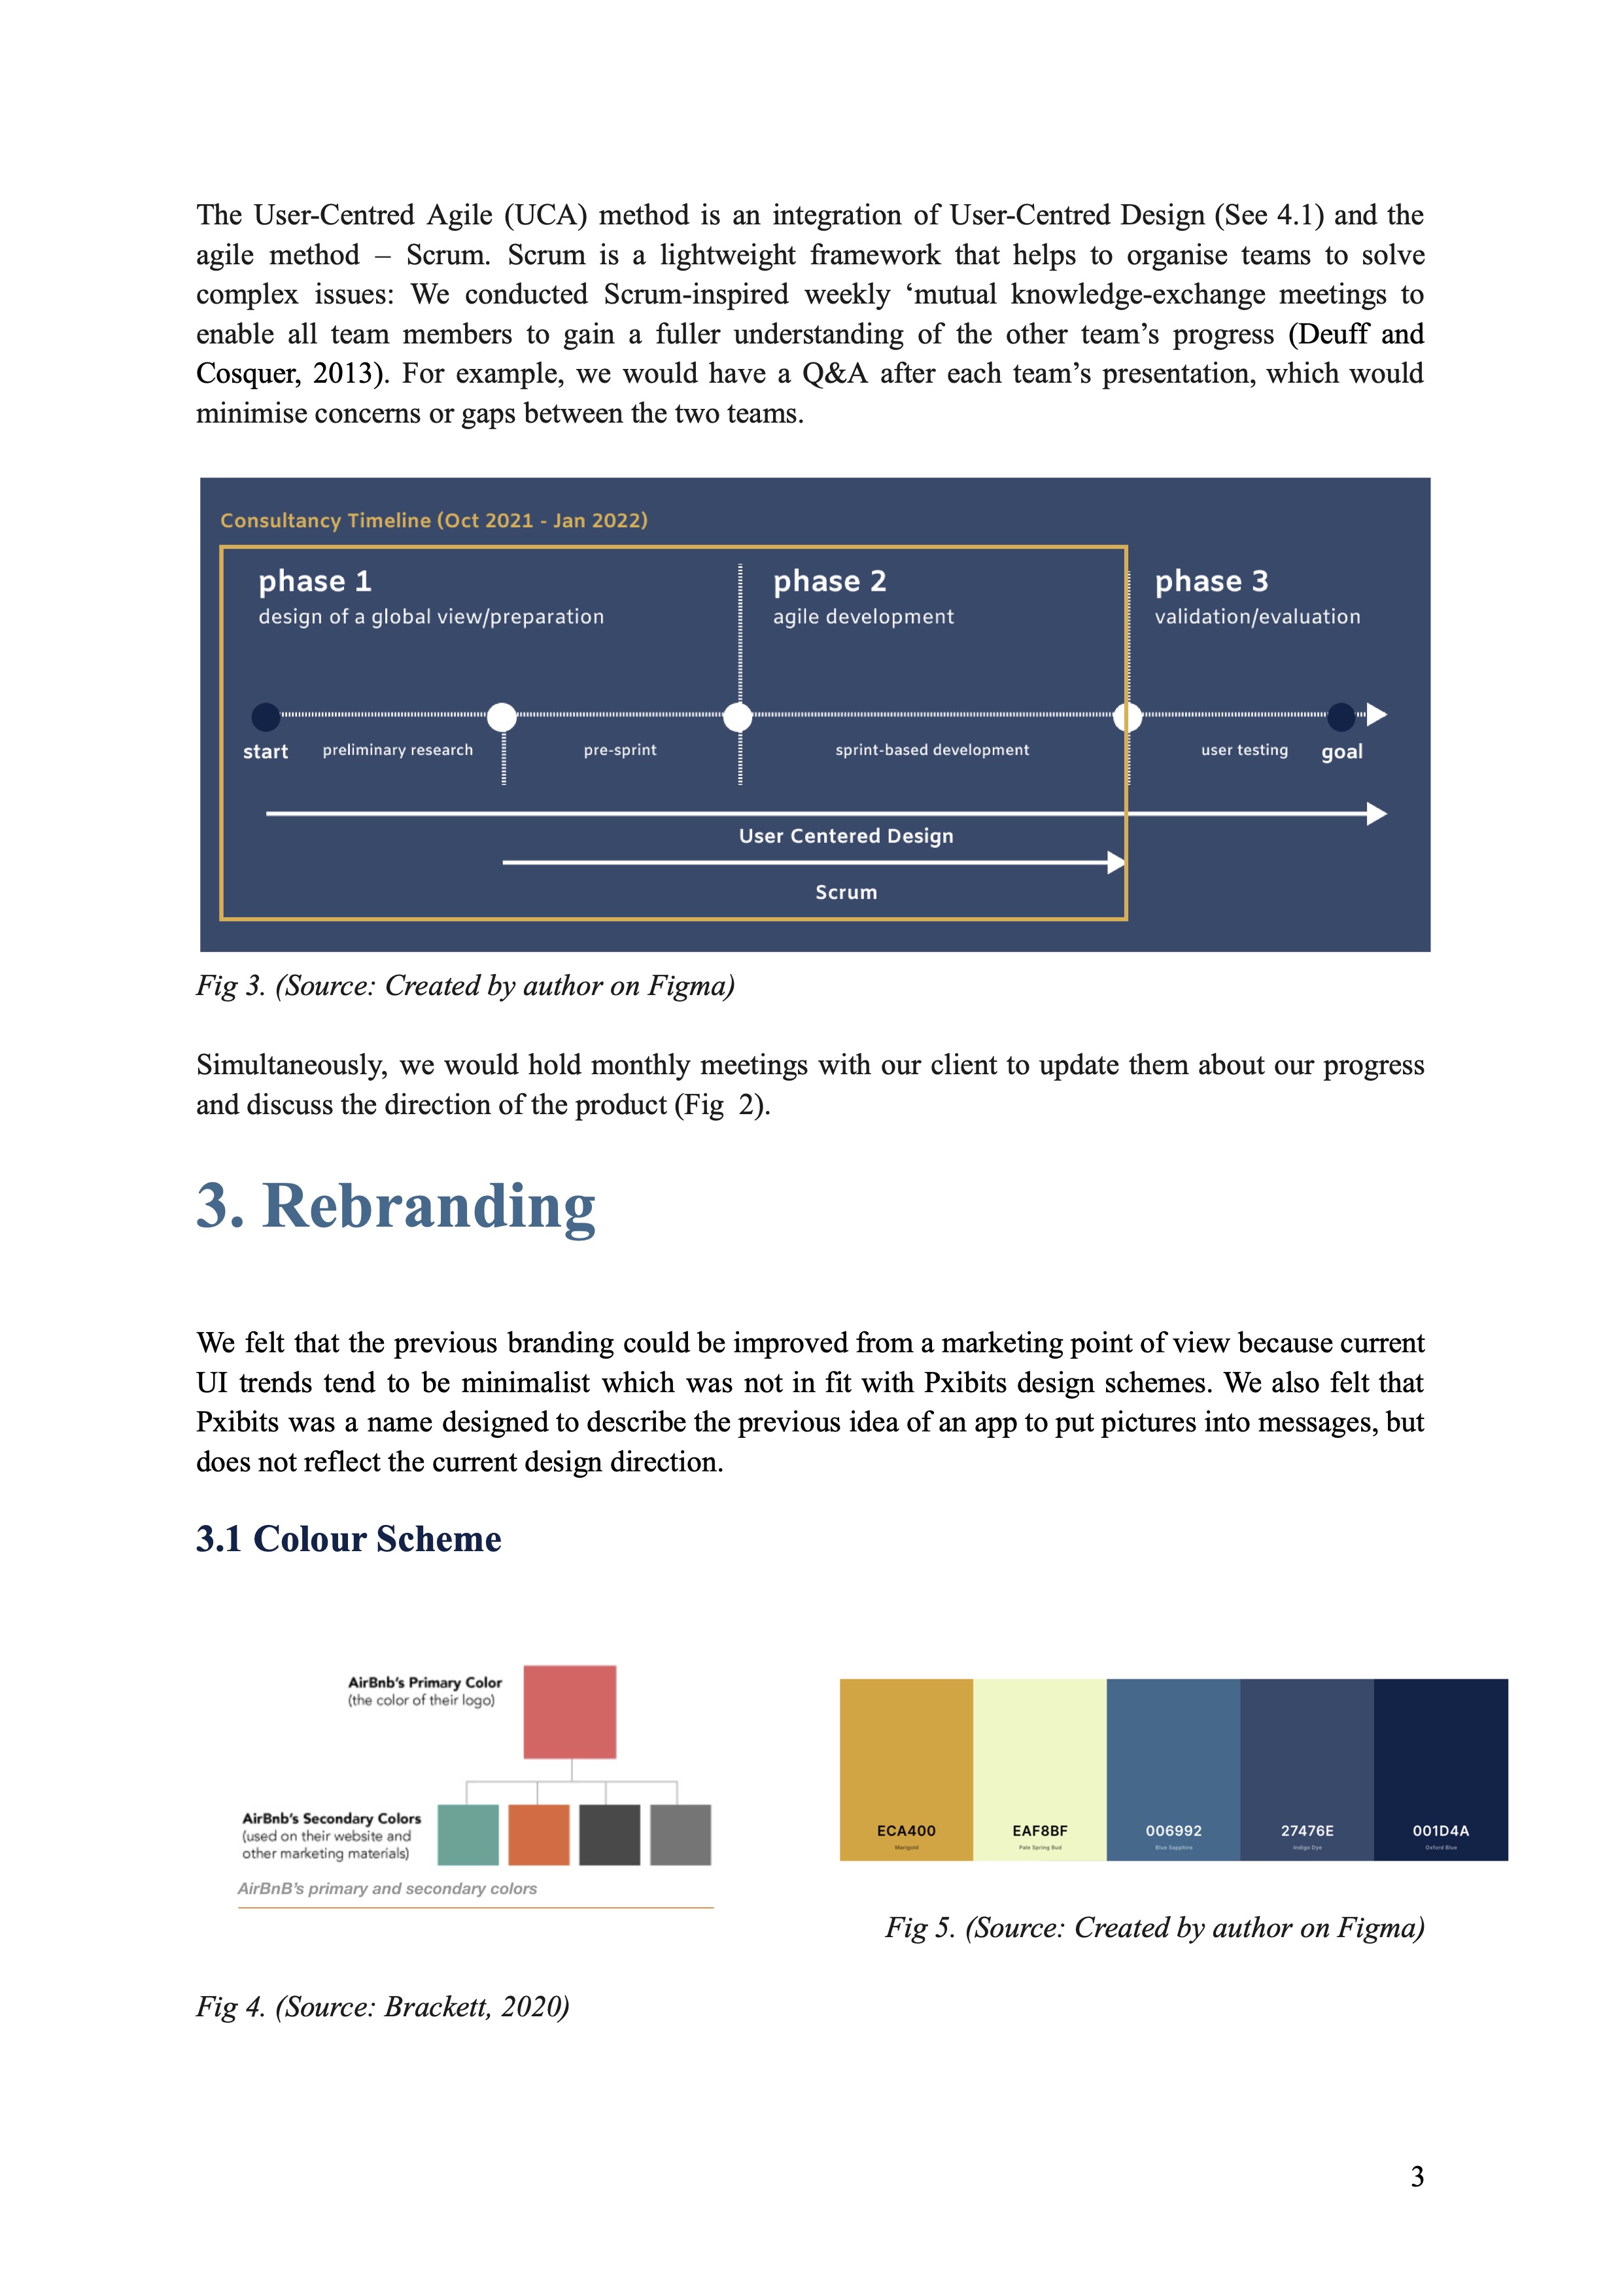 The User-Centred Agile (UCA) method is an integration of User-Centred Design (See 4.1) and the
agile method – Scrum. Scrum is a lightweight framework that helps to organise teams to solve
complex issues: We conducted Scrum-inspired weekly ‘mutual knowledge-exchange meetings to
enable all team members to gain a fuller understanding of the other team’s progress (Deuff and
Cosquer, 2013). For example, we would have a Q&A after each team’s presentation, which would
minimise concerns or gaps between the two teams.
Consultancy Timeline (Oct 2021 - Jan 2022)
phase 1
design of a global view/preparation
phase 2
agile development
phase 3
validation/evaluation
start
preliminary research
pre-sprint
sprint-based development
user testing
goal
User Centered Design
Scrum
Fig 3. (Source: Created by author on Figma)
Simultaneously, we would hold monthly meetings with our client to update them about our progress
and discuss the direction of the product (Fig 2).
3. Rebranding
We felt that the previous branding could be improved from a marketing point of view because current
UI trends tend to be minimalist which was not in fit with Pxibits design schemes. We also felt that
Pxibits was a name designed to describe the previous idea of an app to put pictures into messages, but
does not reflect the current design direction.
3.1 Colour Scheme
AirBnb’s Primary Color
(the color of their logo)
AirBnb’s Secondary Colors
(used on their website and
other marketing materials)
AirBnB’s primary and secondary colors
ECA400
Marigold
EAF8BF
Pale Spring Bud
006992
Blue Sapphire
27476E
Indigo Dye
001D4A
Oxford Blue
Fig 5. (Source: Created by author on Figma)
Fig 4. (Source: Brackett, 2020)
3